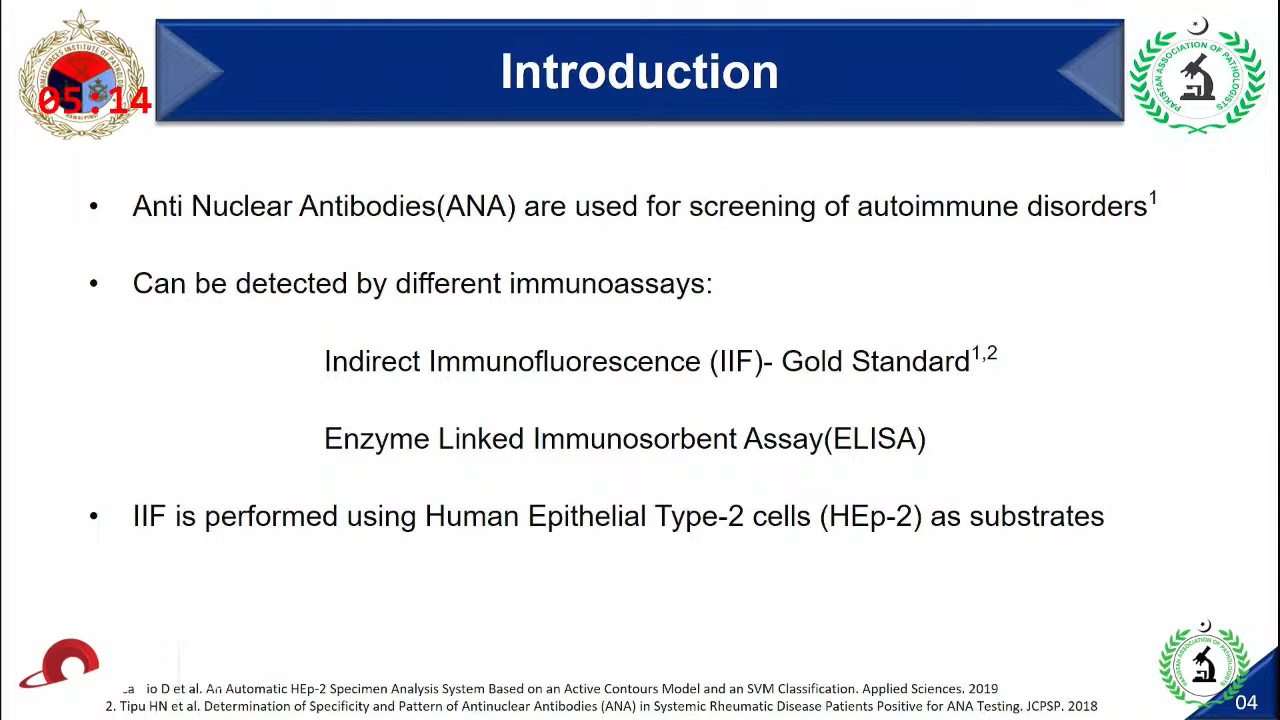 Introduction
05:14
PAKISTAN ASSOCIATION OF PATHOLOGISTS
• Anti Nuclear Antibodies(ANA) are used for screening of autoimmune disorders1
• Can be detected by different immunoassays:
Indirect Immunofluorescence (IIF)- Gold Standard1,2
Enzyme Linked Immunosorbent Assay(ELISA)
• IIF is performed using Human Epithelial Type-2 cells (HEp-2) as substrates
D et al. An Automatic HEp-2 Specimen Analysis System Based on an Active Contours Model and an SVM Classification. Applied Sciences. 2019
2. Tipu HN et al. Determination of Specificity and Pattern of Antinuclear Antibodies (ANA) in Systemic Rheumatic Disease Patients Positive for ANA Testing. JCPSP. 2018
04